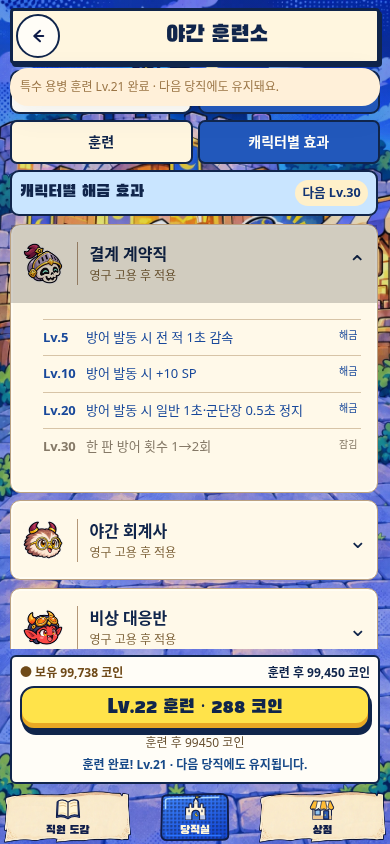 야간 훈련소
특수 용병 훈련 Lv.21 완료 · 다음 당직에도 유지돼요.
훈련
캐릭터별 효과
캐릭터별 해금 효과
다음 Lv.30
결계 계약직
영구 고용 후 적용
Lv.5 방어 발동 시 전 적 1초 감속 해금
Lv.10 방어 발동 시 +10 SP 해금
Lv.20 방어 발동 시 일반 1초·군단장 0.5초 정지 해금
Lv.30 한 판 방어 횟수 1→2회 잠김
야간 회계사
영구 고용 후 적용
비상 대응반
영구 고용 후 적용
보유 99,738 코인
훈련 후 99,450 코인
Lv.22 훈련 · 288 코인
훈련 후 99450 코인
훈련 완료! Lv.21 · 다음 당직에도 유지됩니다.
직원 도감
당직실
상점